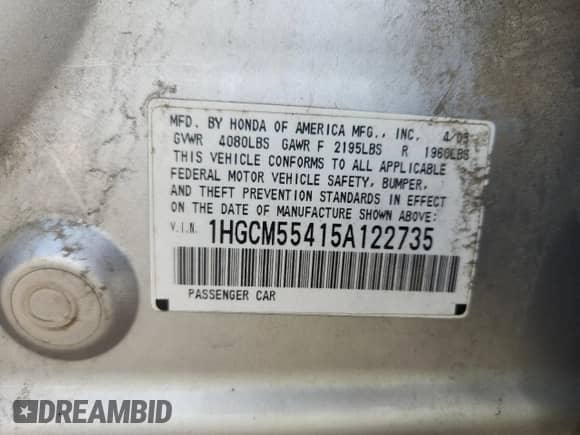 MFD. BY HONDA OF AMERICA MFG., INC. 4/05
GVWR 4080LBS GAWR F 2195LBS R 1960LBS
THIS VEHICLE CONFORMS TO ALL APPLICABLE
FEDERAL MOTOR VEHICLE SAFETY, BUMPER,
AND THEFT PREVENTION STANDARDS IN EFFECT
ON THE DATE OF MANUFACTURE SHOWN ABOVE:
V.I.N. 1HGCM55415A122735
PASSENGER CAR
DREAMBID